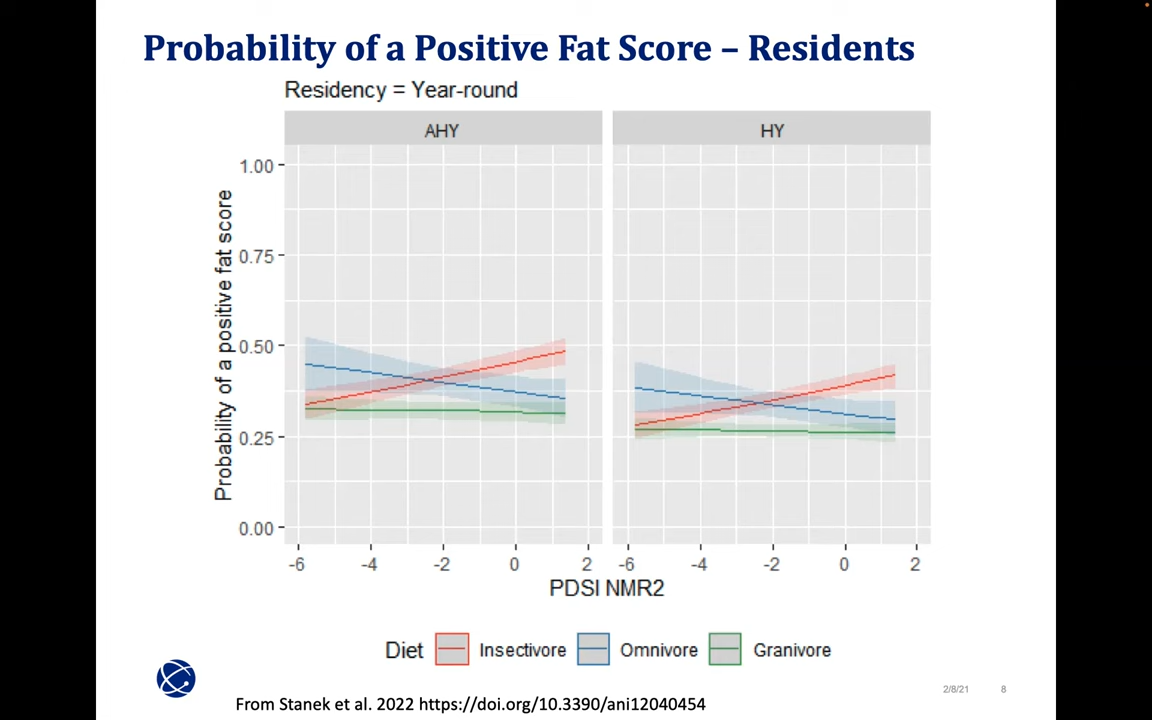 Probability of a Positive Fat Score – Residents
Residency = Year-round
AHY
HY
Probability of a positive fat score
1.00
0.75
0.50
0.25
0.00
-6 -4 -2 0 2
-6 -4 -2 0 2
PDSI NMR2
Diet Insectivore Omnivore Granivore
2/8/21 8
From Stanek et al. 2022 https://doi.org/10.3390/ani12040454